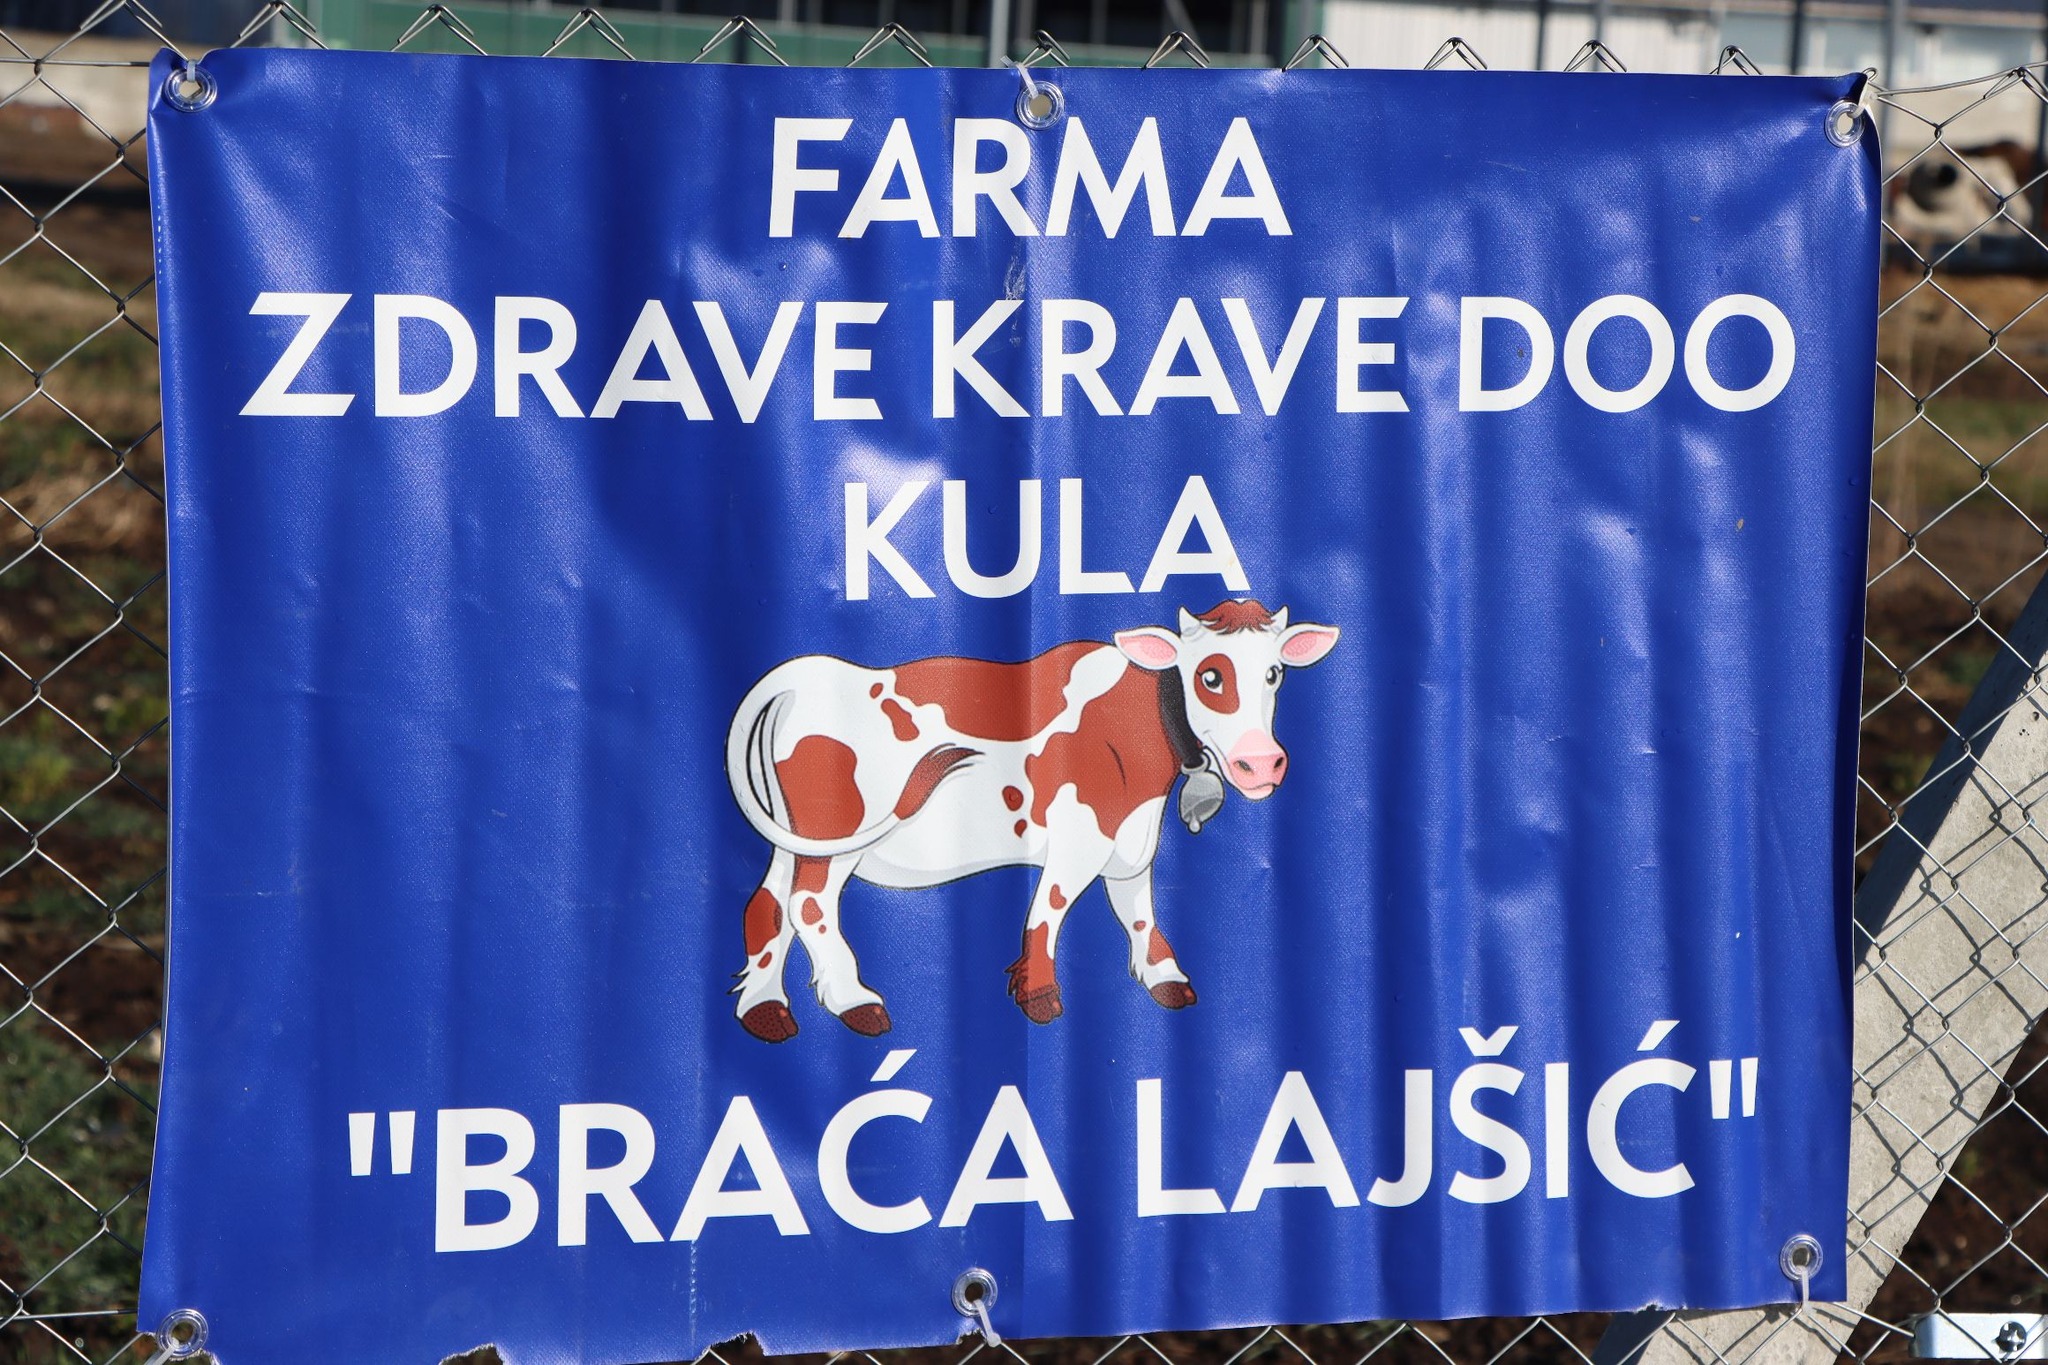 FARMA
ZDRAVE KRAVE DOO
KULA
"BRAĆA LAJŠIĆ"